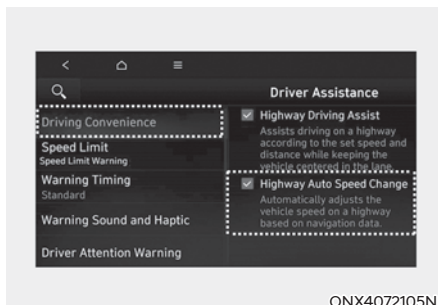 Driver Assistance
Driving Convenience
Speed Limit
Speed Limit Warning
Warning Timing
Standard
Warning Sound and Haptic
Driver Attention Warning
Highway Driving Assist
Assists driving on a highway
according to the set speed and
distance while keeping the
vehicle centered in the lane.
Highway Auto Speed Change
Automatically adjusts the
vehicle speed on a highway
based on navigation data.
ONX4072105N